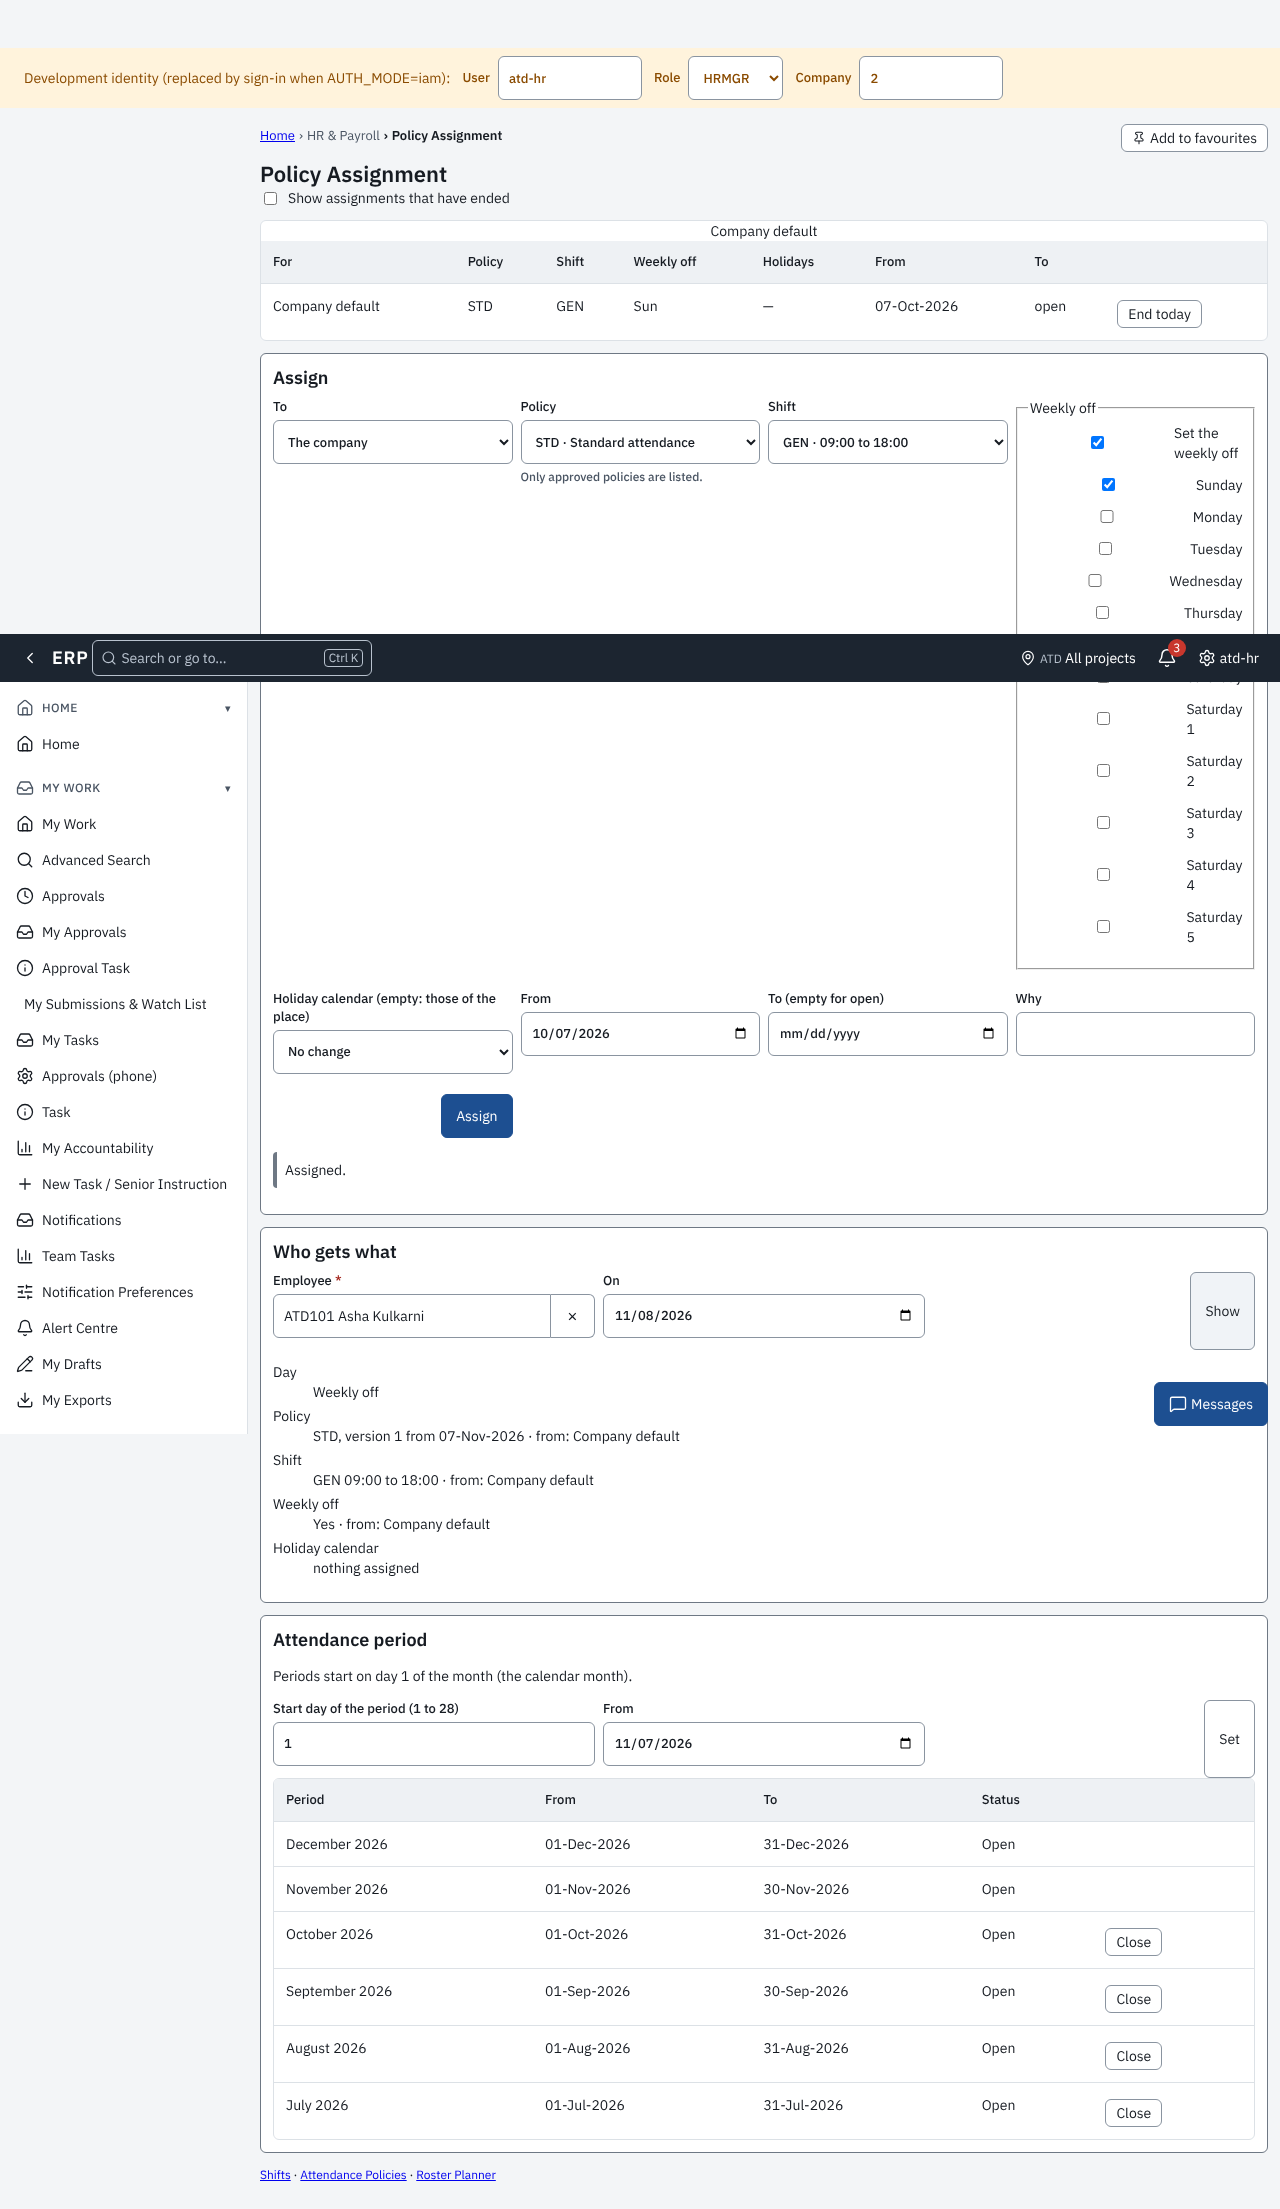 Development identity (replaced by sign-in when AUTH_MODE=iam): User atd-hr Role HRMGR Company 2
Home › HR & Payroll › Policy Assignment
Add to favourites
Policy Assignment
Show assignments that have ended
Company default
For Policy Shift Weekly off Holidays From To
Company default STD GEN Sun — 07-Oct-2026 open End today
Assign
To Policy Shift
The company STD · Standard attendance GEN · 09:00 to 18:00
Only approved policies are listed.
Weekly off
Set the
weekly off
Sunday
Monday
Tuesday
Wednesday
Thursday
ERP Search or go to... Ctrl K ATD All projects 3 atd-hr
Saturday
1
Saturday
2
Saturday
3
Saturday
4
Saturday
5
HOME
Home
MY WORK
My Work
Advanced Search
Approvals
My Approvals
Approval Task
My Submissions & Watch List
My Tasks
Approvals (phone)
Task
My Accountability
New Task / Senior Instruction
Notifications
Team Tasks
Notification Preferences
Alert Centre
My Drafts
My Exports
Holiday calendar (empty: those of the
place)
No change
From
10/07/2026
To (empty for open)
mm/dd/yyyy
Why
Assign
Assigned.
Who gets what
Employee * On
ATD101 Asha Kulkarni × 11/08/2026 Show
Day
Weekly off
Policy
STD, version 1 from 07-Nov-2026 · from: Company default
Shift
GEN 09:00 to 18:00 · from: Company default
Weekly off
Yes · from: Company default
Holiday calendar
nothing assigned
Messages
Attendance period
Periods start on day 1 of the month (the calendar month).
Start day of the period (1 to 28) From
1 11/07/2026 Set
Period From To Status
December 2026 01-Dec-2026 31-Dec-2026 Open
November 2026 01-Nov-2026 30-Nov-2026 Open
October 2026 01-Oct-2026 31-Oct-2026 Open Close
September 2026 01-Sep-2026 30-Sep-2026 Open Close
August 2026 01-Aug-2026 31-Aug-2026 Open Close
July 2026 01-Jul-2026 31-Jul-2026 Open Close
Shifts · Attendance Policies · Roster Planner